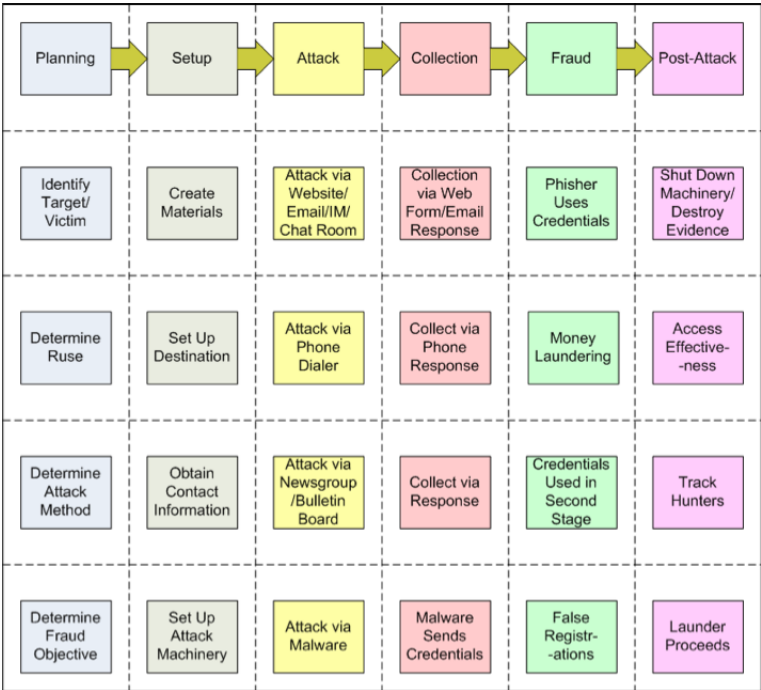 Planning
Setup
Attack
Collection
Fraud
Post-Attack
Identify
Target/
Victim
Create
Materials
Attack via
Website/
Email/IM/
Chat Room
Collection
via Web
Form/Email
Response
Phisher
Uses
Credentials
Shut Down
Machinery/
Destroy
Evidence
Determine
Ruse
Set Up
Destination
Attack via
Phone
Dialer
Collect via
Phone
Response
Money
Laundering
Access
Effective-
-ness
Determine
Attack
Method
Obtain
Contact
Information
Attack via
Newsgroup
/Bulletin
Board
Collect via
Response
Credentials
Used in
Second
Stage
Track
Hunters
Determine
Fraud
Objective
Set Up
Attack
Machinery
Attack via
Malware
Malware
Sends
Credentials
False
Registr-
-ations
Launder
Proceeds